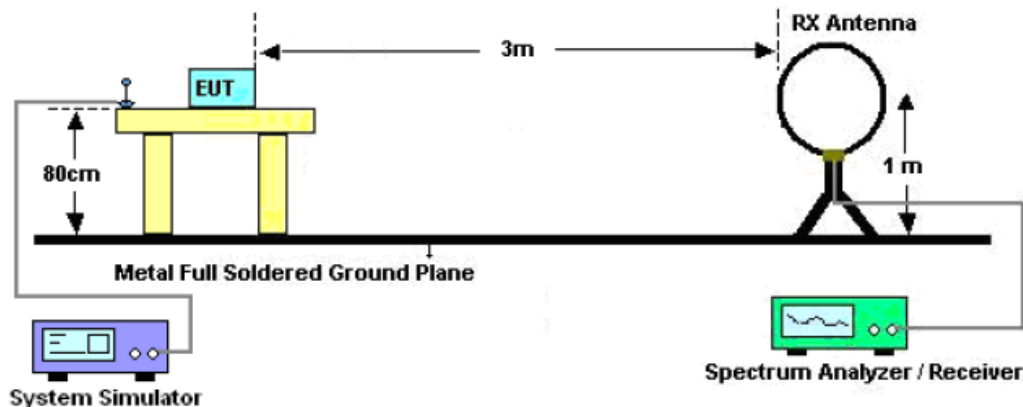 RX Antenna
3m
EUT
80cm
1 m
Metal Full Soldered Ground Plane
System Simulator
Spectrum Analyzer / Receiver